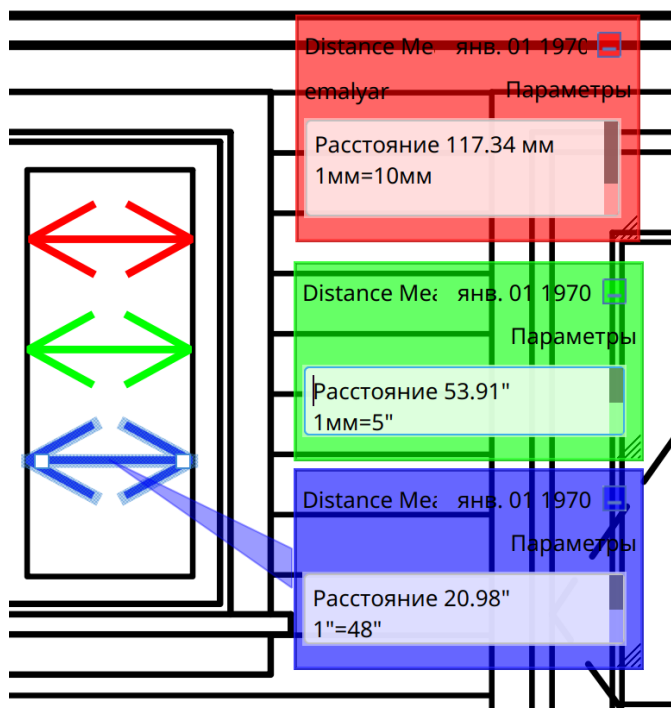 Distance Me янв. 01 1970
emalyar Параметры
Расстояние 117.34 мм
1мм=10мм
Distance Mea янв. 01 1970
Параметры
Расстояние 53.91"
1мм=5"
Distance Mea янв. 01 1970
Параметры
Расстояние 20.98"
1"=48"